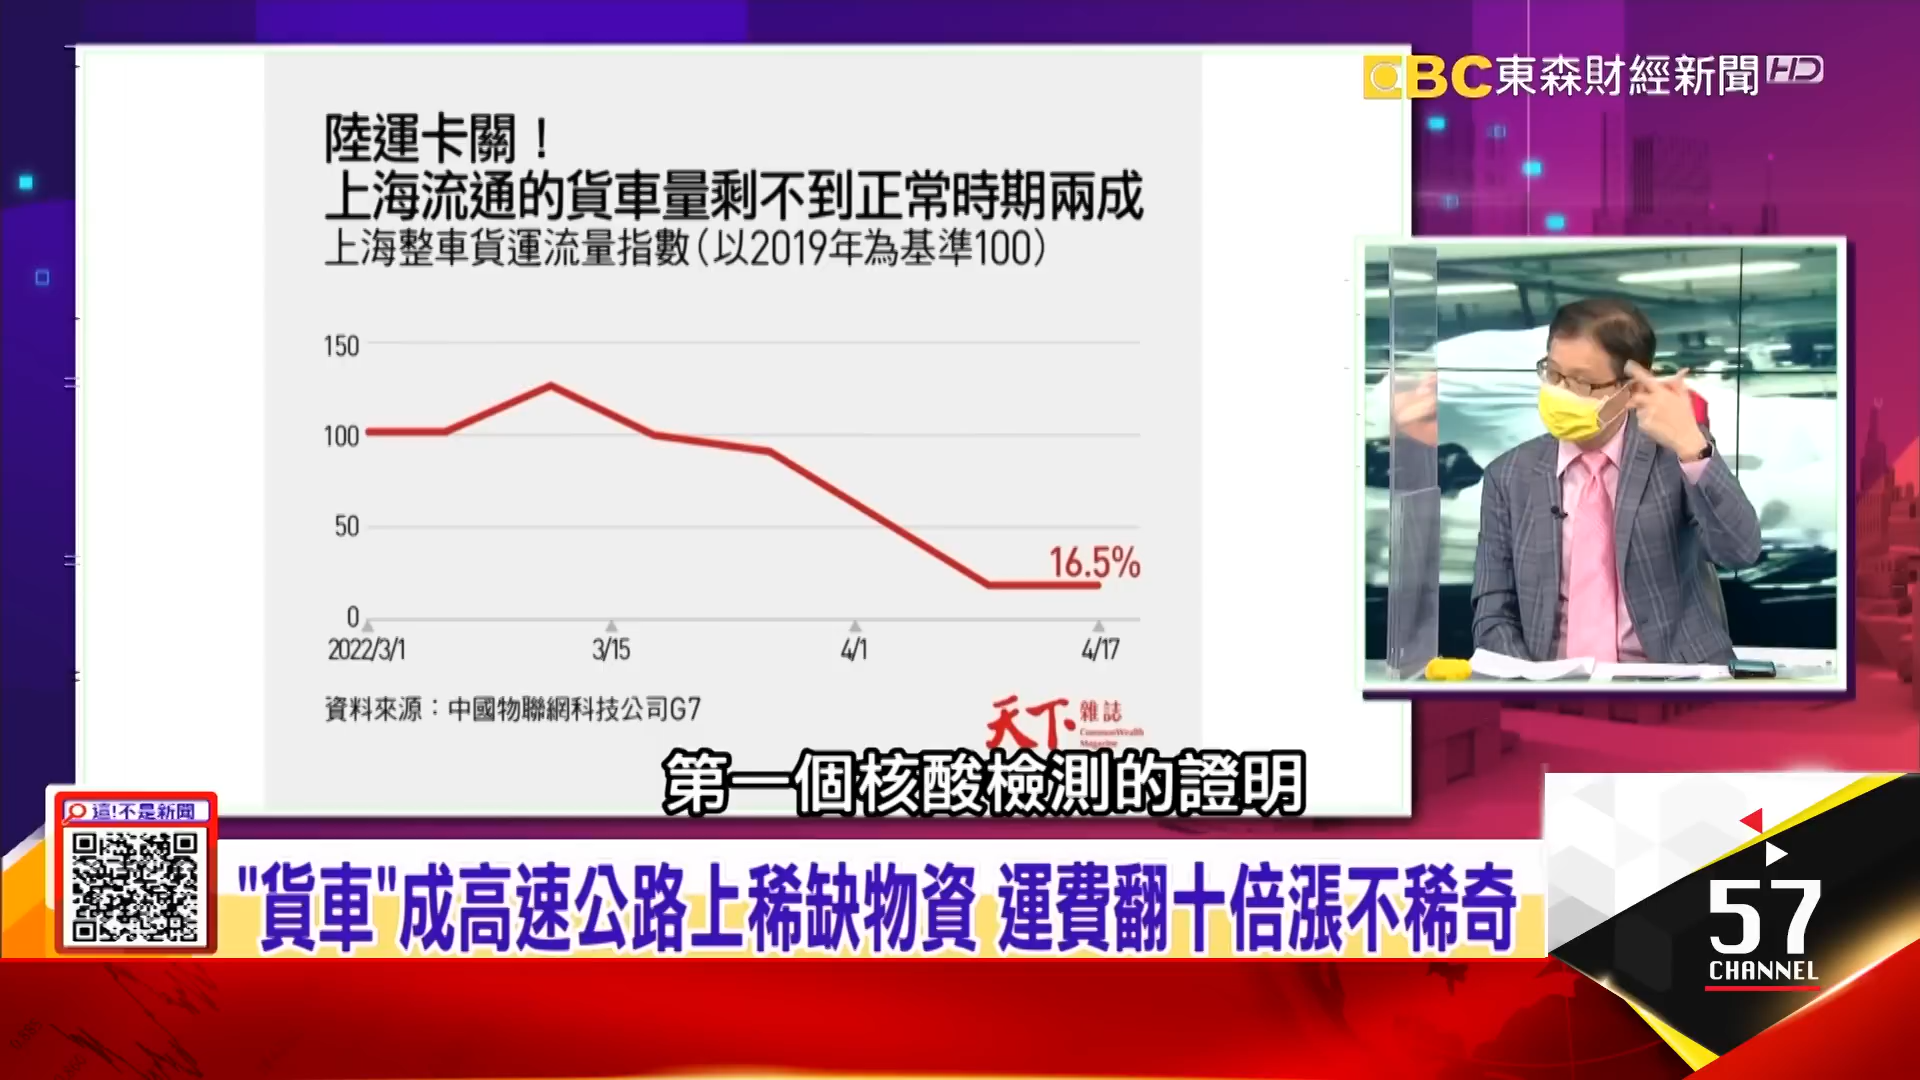 陸運卡關！
上海流通的貨車量剩不到正常時期兩成
上海整車貨運流量指數（以2019年為基準100）
150
100
50
0
16.5%
2022/3/1
3/15
4/1
4/17
資料來源：中國物聯網科技公司G7
天下雜誌
CommonWealth
Magazine
EBC東森財經新聞HD
第一個核酸檢測的證明
這!不是新聞
"貨車"成高速公路上稀缺物資 運費翻十倍漲不稀奇
57
CHANNEL